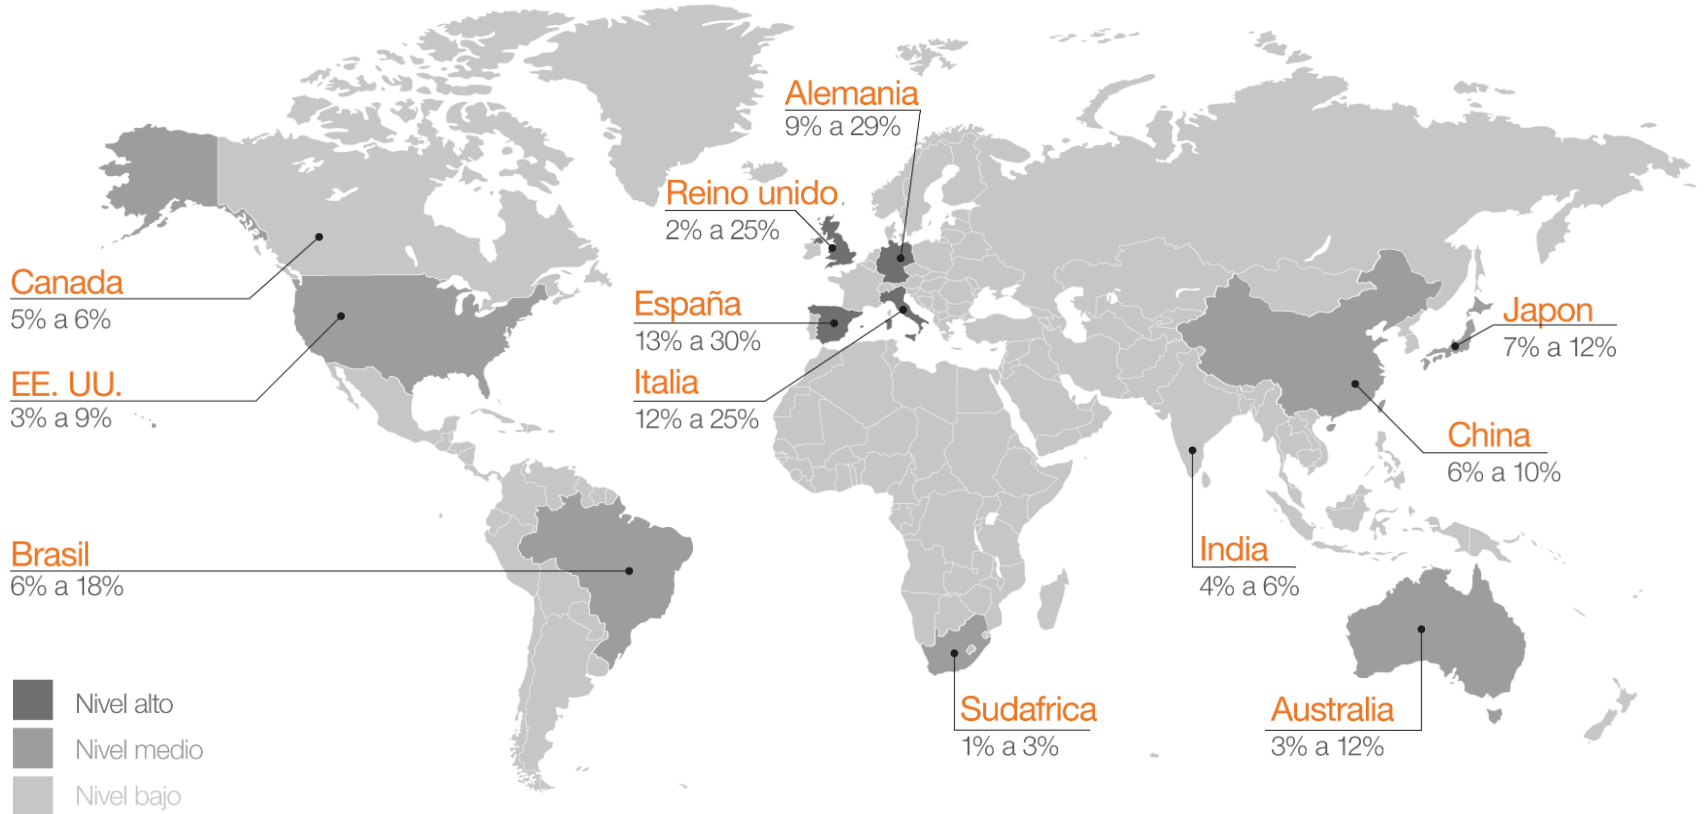 Alemania
9% a 29%
Reino unido
2% a 25%
Canada
5% a 6%
España
13% a 30%
Japon
7% a 12%
EE. UU.
3% a 9%
Italia
12% a 25%
China
6% a 10%
Brasil
6% a 18%
India
4% a 6%
Sudafrica
1% a 3%
Australia
3% a 12%
Nivel alto
Nivel medio
Nivel bajo